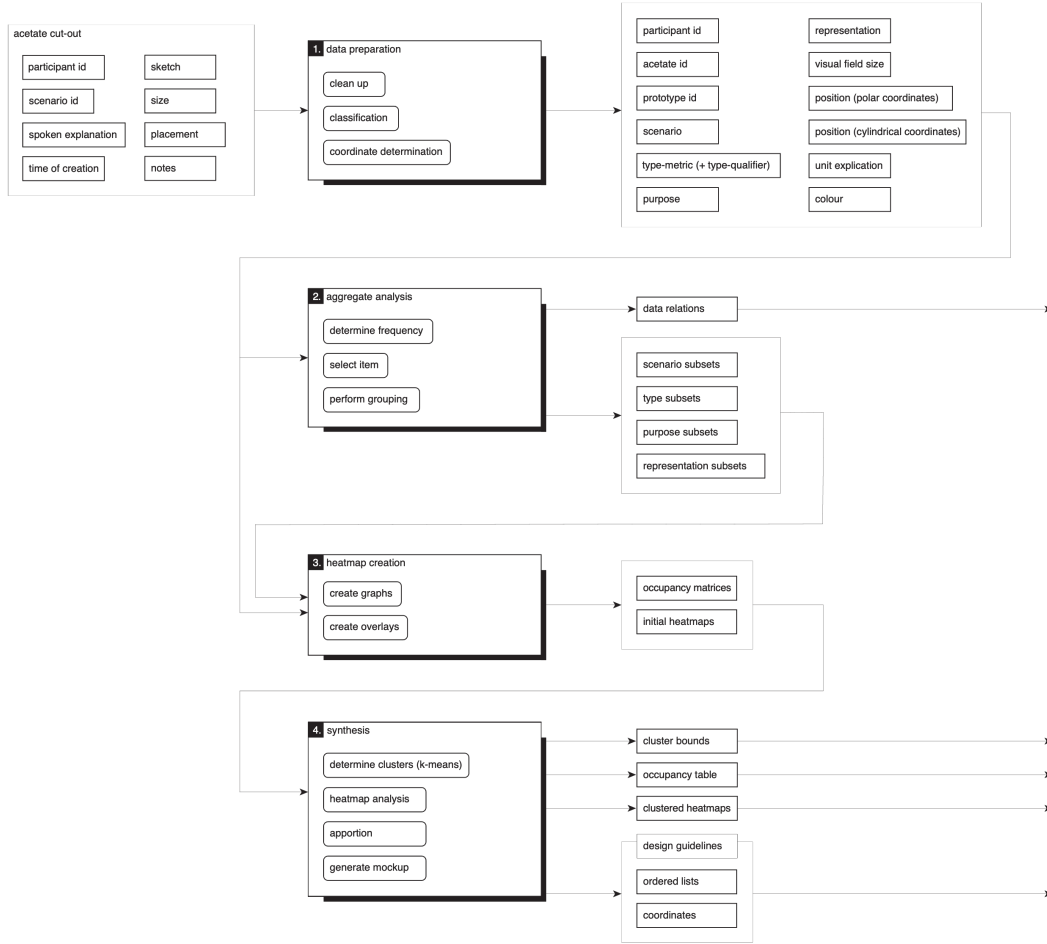 acetate cut-out
participant id
sketch
scenario id
size
spoken explanation
placement
time of creation
notes
1. data preparation
clean up
classification
coordinate determination
participant id
representation
acetate id
visual field size
prototype id
position (polar coordinates)
scenario
position (cylindrical coordinates)
type-metric (+ type-qualifier)
unit explication
purpose
colour
2. aggregate analysis
determine frequency
select item
perform grouping
data relations
scenario subsets
type subsets
purpose subsets
representation subsets
3. heatmap creation
create graphs
create overlays
occupancy matrices
initial heatmaps
4. synthesis
determine clusters (k-means)
heatmap analysis
apportion
generate mockup
cluster bounds
occupancy table
clustered heatmaps
design guidelines
ordered lists
coordinates